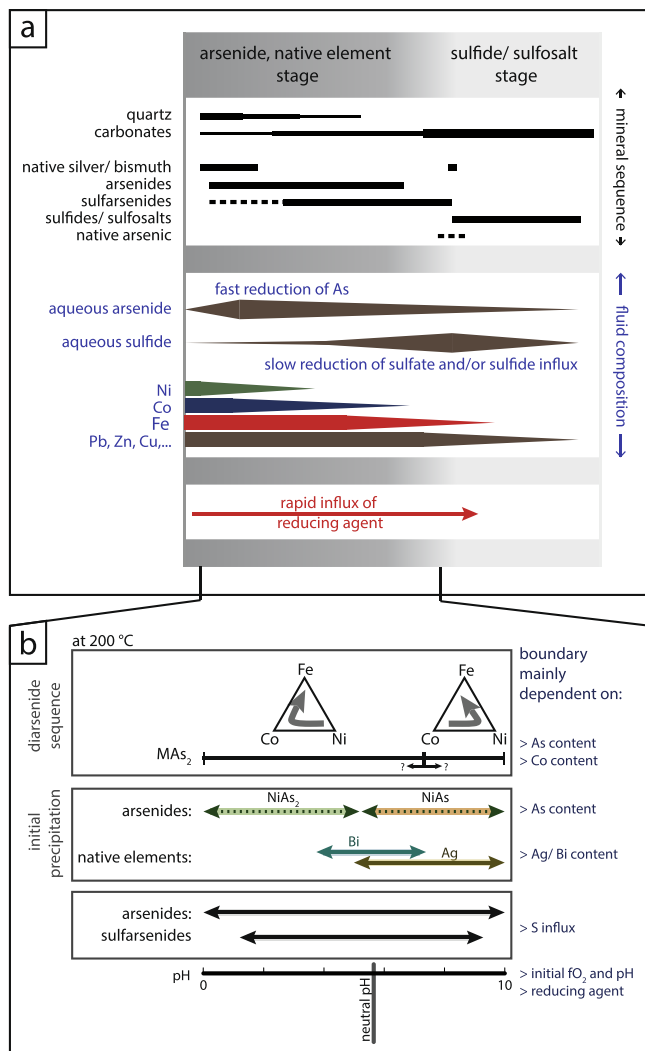 a
arsenide, native element
stage
sulfide/ sulfosalt
stage
quartz
carbonates
native silver/ bismuth
arsenides
sulfarsenides
sulfides/ sulfosalts
native arsenic
mineral sequence
fast reduction of As
aqueous arsenide
aqueous sulfide
slow reduction of sulfate and/or sulfide influx
Ni
Co
Fe
Pb, Zn, Cu,...
fluid composition
rapid influx of
reducing agent
b
at 200 °C
diarsenide
sequence
Fe
Co Ni
Fe
Co Ni
MAs₂
? ?
boundary
mainly
dependent on:
> As content
> Co content
initial
precipitation
arsenides:
NiAs₂
NiAs
> As content
native elements:
Bi
Ag
> Ag/ Bi content
arsenides:
sulfarsenides
> S influx
pH
0
10
neutral pH
> initial fO₂ and pH
> reducing agent